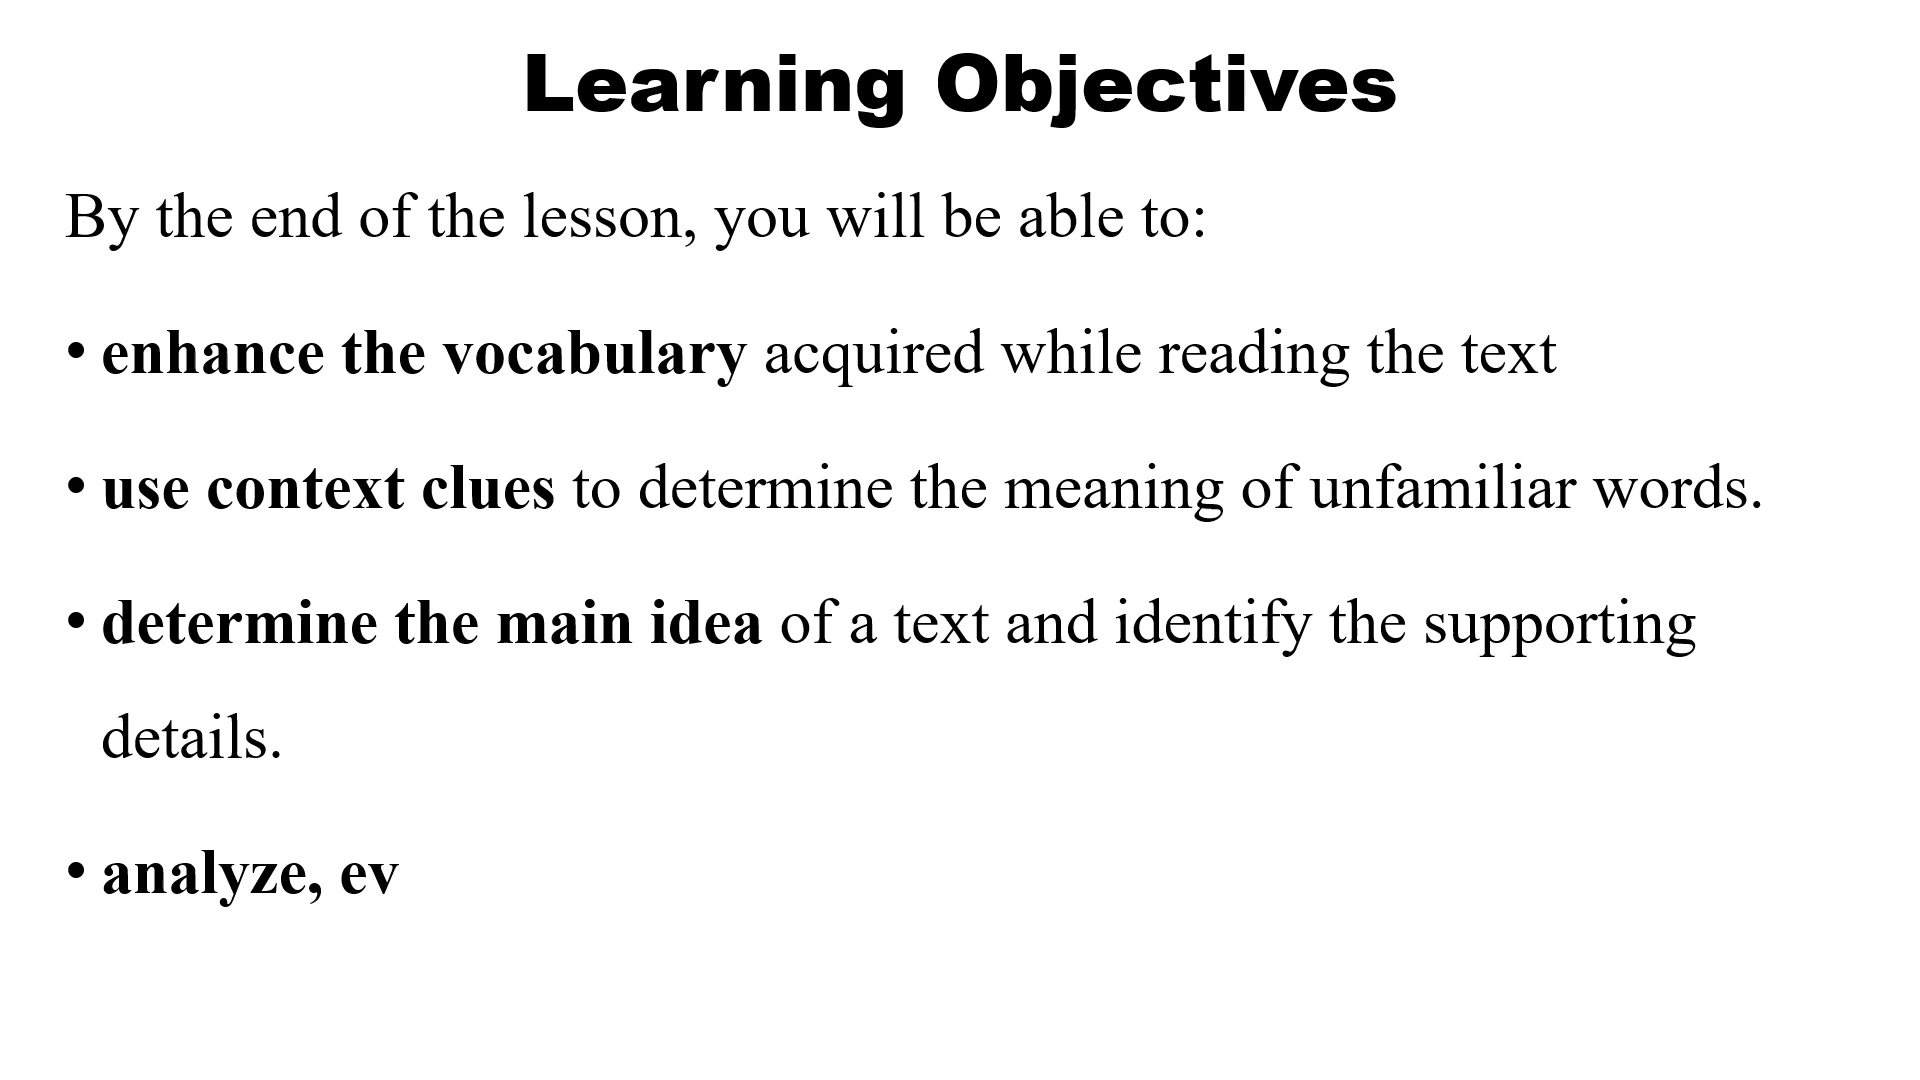 Learning Objectives
By the end of the lesson, you will be able to:
• enhance the vocabulary acquired while reading the text
• use context clues to determine the meaning of unfamiliar words.
• determine the main idea of a text and identify the supporting
details.
• analyze, ev